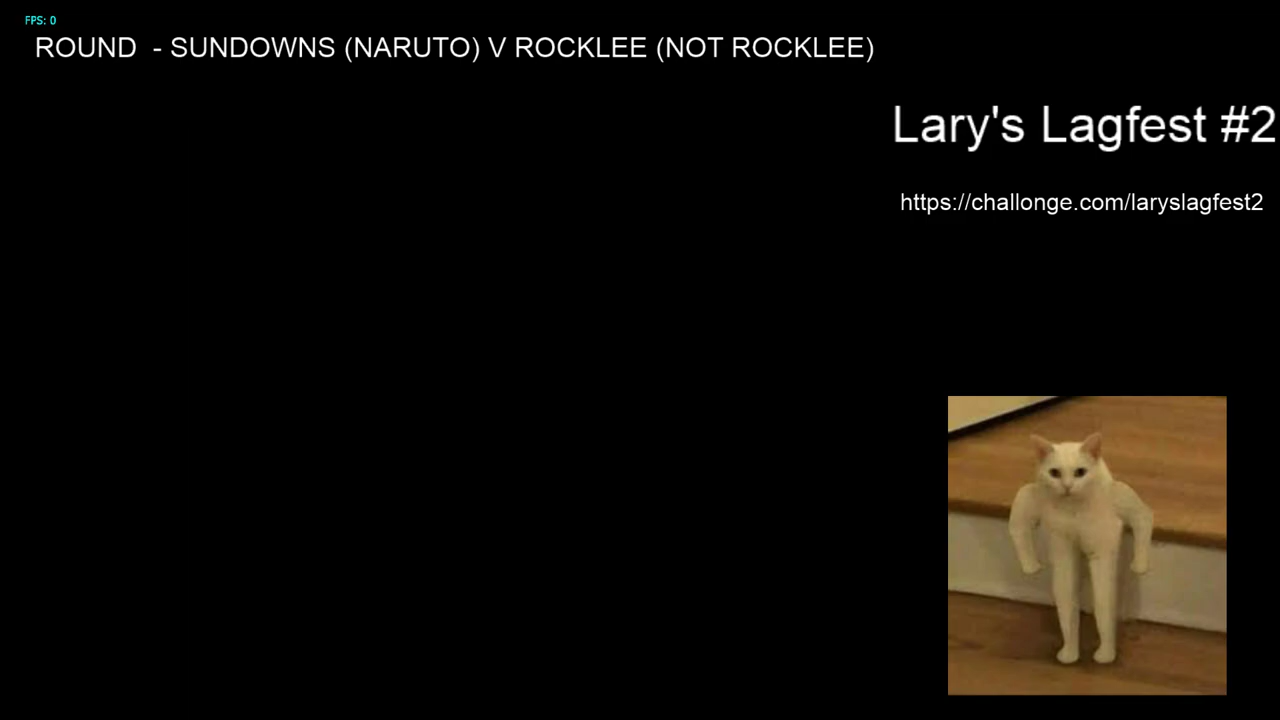 FPS: 0
ROUND  - SUNDOWNS (NARUTO) V ROCKLEE (NOT ROCKLEE)
Lary's Lagfest #2
https://challonge.com/laryslagfest2